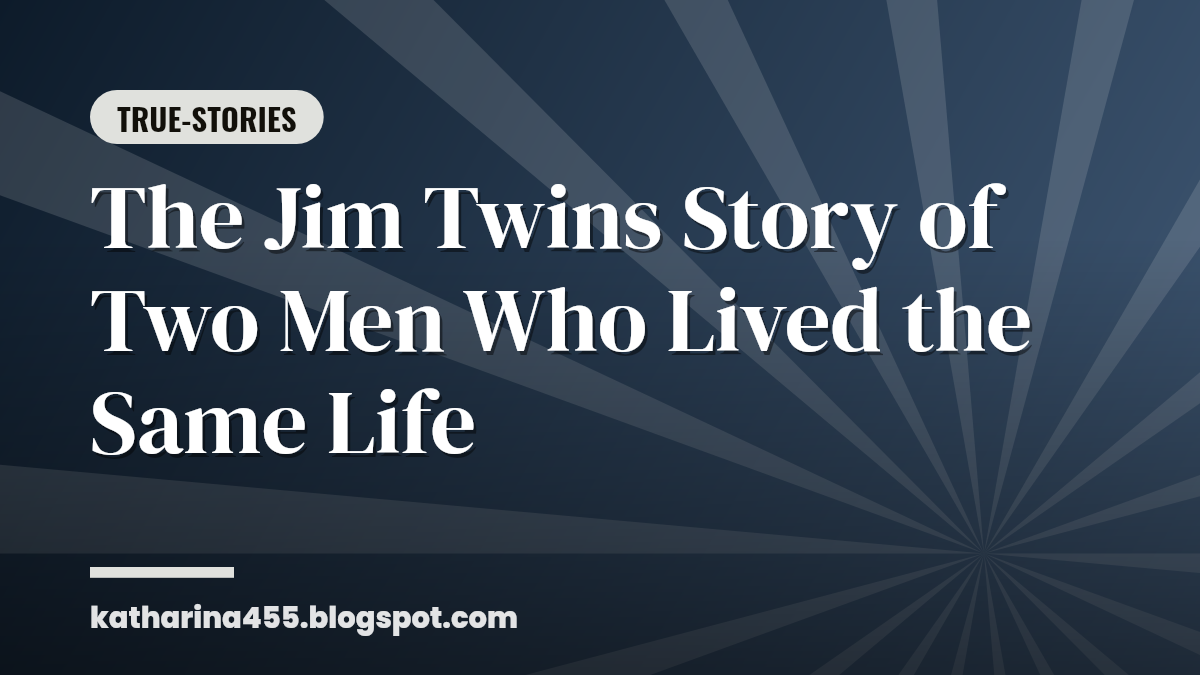 TRUE-STORIES
The Jim Twins Story of
Two Men Who Lived the
Same Life
katharina455.blogspot.com